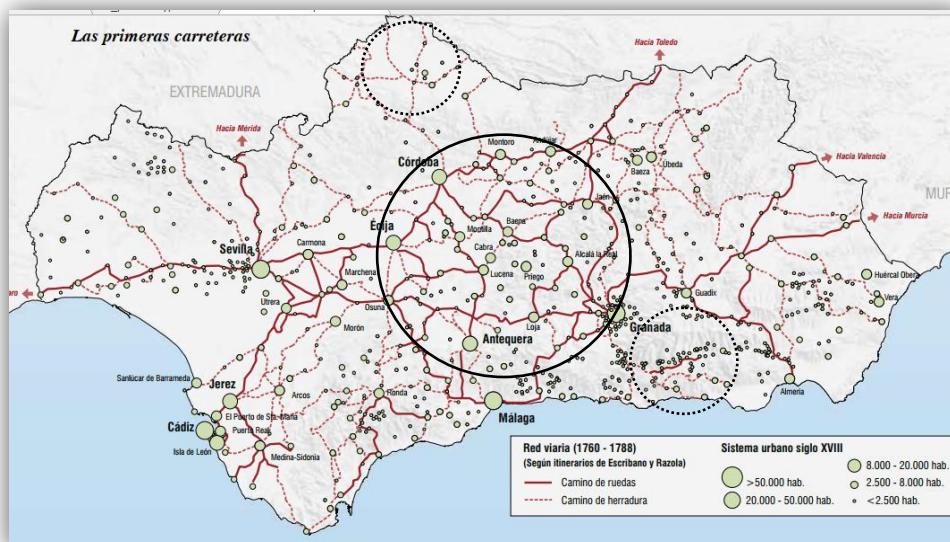 Las primeras carreteras
EXTREMADURA
Hacia Toledo
Hacia Mérida
Hacia Valencia
Hacia Murcia
MUR
Montoro
Andújar
Córdoba
Baeza
Úbeda
Jaén
Écija
Montilla
Baena
Cabra
Sevilla
Carmona
Alcalá la Real
Marchena
Lucena
Priego
Huércal Obera
Guadix
Vera
Utrera
Osuna
Morón
Loja
Granada
Antequera
Sanlúcar de Barrameda
Jerez
Arcos
Ronda
Almería
El Puerto de Sta. María
Málaga
Cádiz
Puerto Real
Isla de León
Medina-Sidonia
Red viaria (1760 - 1788)
(Según itinerarios de Escribano y Razola)
Camino de ruedas
Camino de herradura
Sistema urbano siglo XVIII
>50.000 hab.
20.000 - 50.000 hab.
8.000 - 20.000 hab.
2.500 - 8.000 hab.
<2.500 hab.